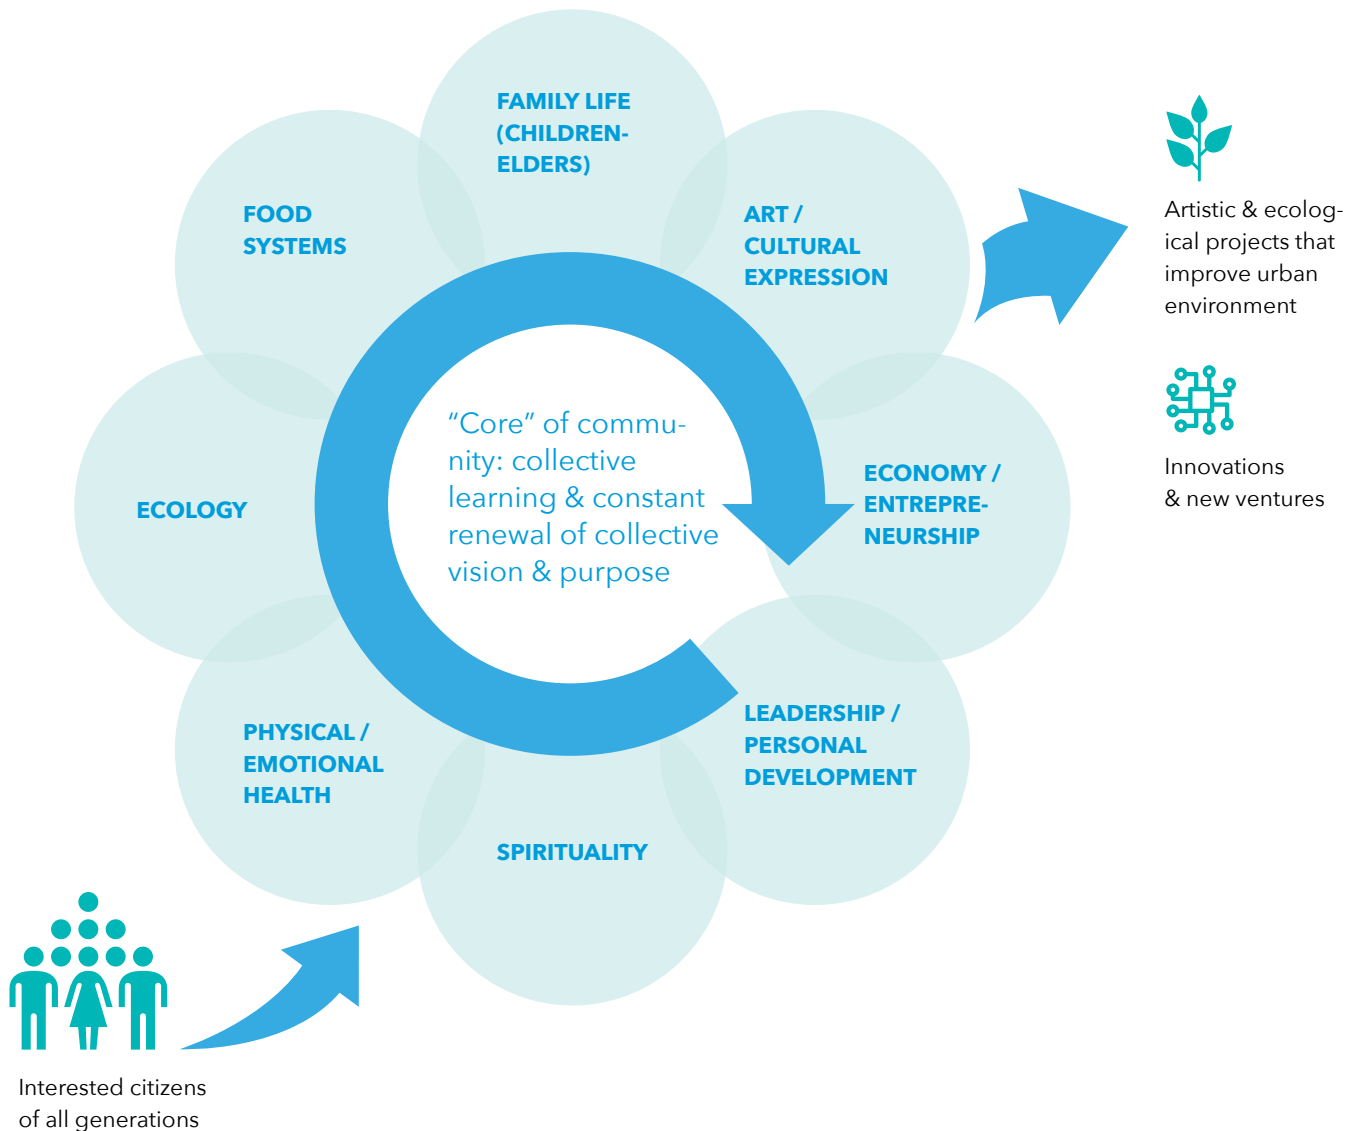 FAMILY LIFE
(CHILDREN-
ELDERS)
FOOD
SYSTEMS
ART /
CULTURAL
EXPRESSION
Artistic & ecolog-
ical projects that
improve urban
environment
"Core" of commu-
nity: collective
learning & constant
renewal of collective
vision & purpose
ECOLOGY
ECONOMY /
ENTREPRE-
NEURSHIP
Innovations
& new ventures
PHYSICAL /
EMOTIONAL
HEALTH
LEADERSHIP /
PERSONAL
DEVELOPMENT
SPIRITUALITY
Interested citizens
of all generations